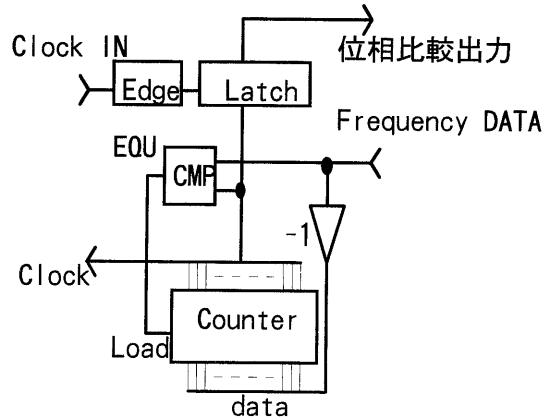 Clock IN
位相比較出力
Edge
Latch
Frequency DATA
EQU
CMP
-1
Clock
Counter
Load
data